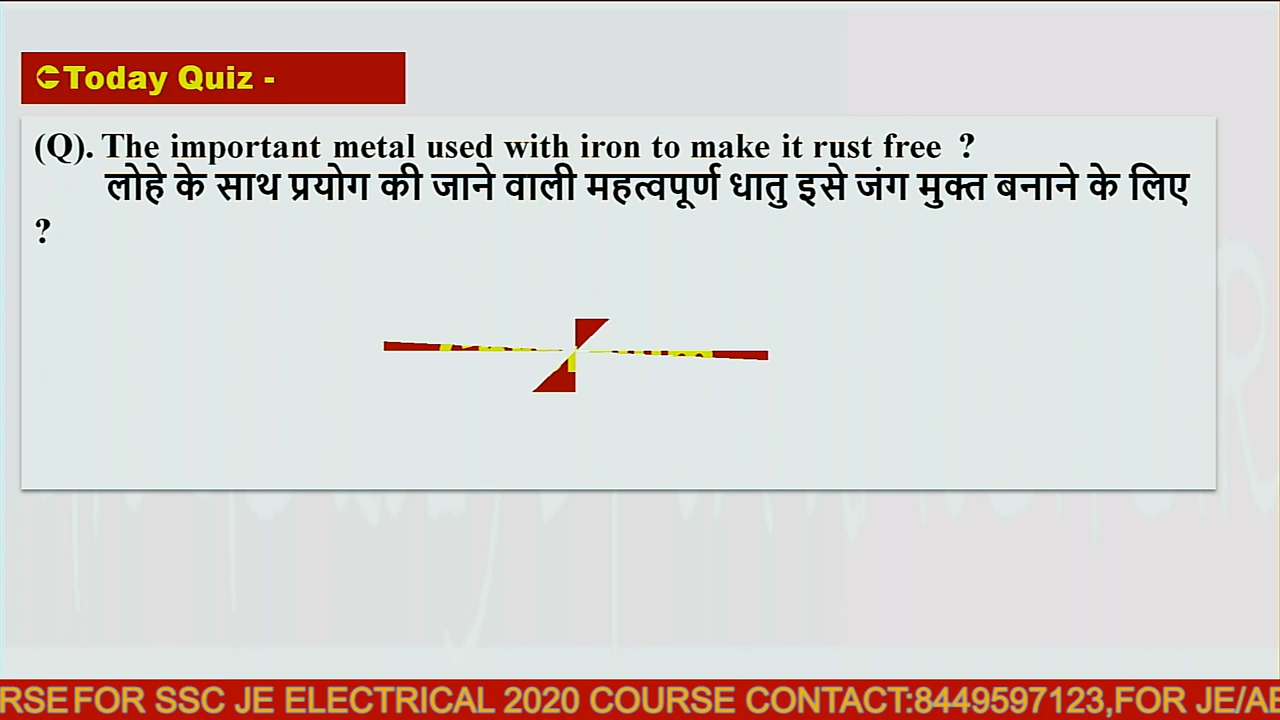 Today Quiz -
(Q). The important metal used with iron to make it rust free ?
लोहे के साथ प्रयोग की जाने वाली महत्वपूर्ण धातु इसे जंग मुक्त बनाने के लिए
?
RSE FOR SSC JE ELECTRICAL 2020 COURSE CONTACT:8449597123,FOR JE/AE